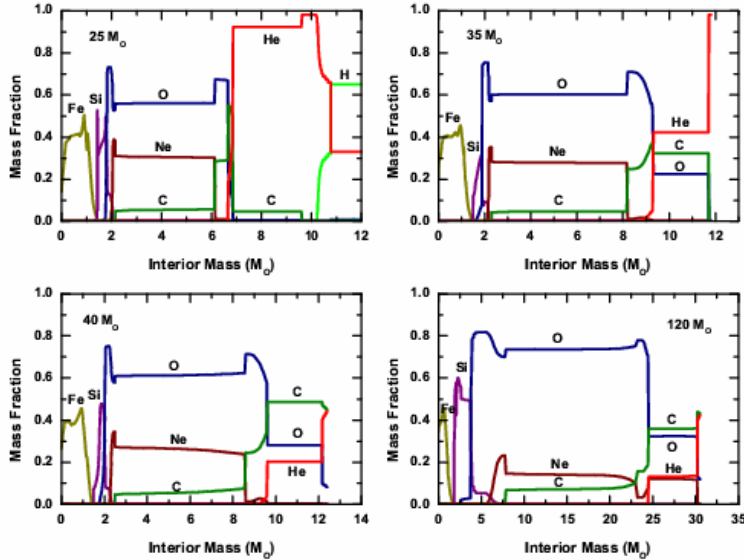 1.0
0.8
0.6
0.4
0.2
0.0
Mass Fraction
25 M☉
Fe
Si
O
Ne
C
He
C
H
0 2 4 6 8 10 12
Interior Mass (M☉)
1.0
0.8
0.6
0.4
0.2
0.0
Mass Fraction
35 M☉
Fe
Si
O
Ne
C
He
C
O
0 2 4 6 8 10 12
Interior Mass (M☉)
1.0
0.8
0.6
0.4
0.2
0.0
Mass Fraction
40 M☉
Fe Si
O
Ne
C
C
O
He
0 2 4 6 8 10 12 14
Interior Mass (M☉)
1.0
0.8
0.6
0.4
0.2
0.0
Mass Fraction
120 M☉
Fe
Si
O
Ne
C
C
O
He
0 5 10 15 20 25 30 35
Interior Mass (M☉)